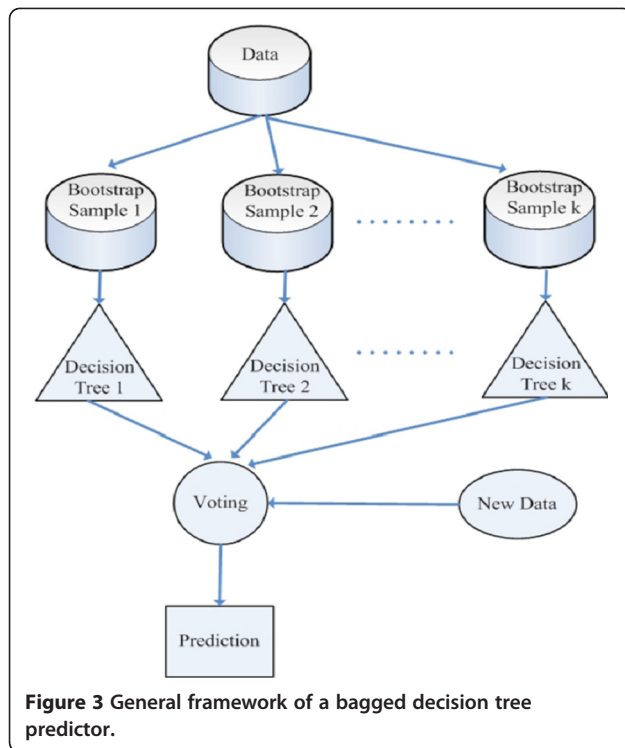 Data
Bootstrap
Sample 1
Bootstrap
Sample 2
Bootstrap
Sample k
Decision
Tree 1
Decision
Tree 2
Decision
Tree k
Voting
New Data
Prediction
Figure 3 General framework of a bagged decision tree
predictor.